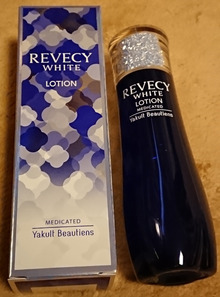 REVECY
WHITE
LOTION
MEDICATED
Yakult Beautiens
REVECY
WHITE
LOTION
MEDICATED
Yakult Beautiens